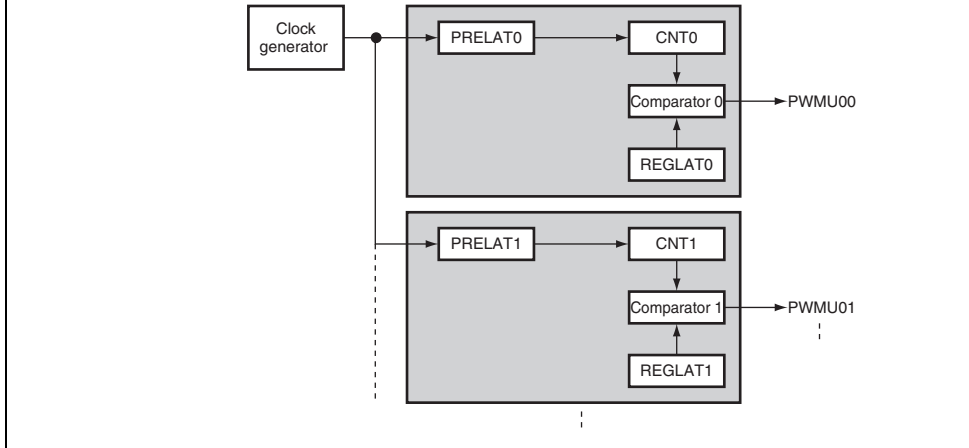 Clock
generator
PRELAT0
CNT0
Comparator 0
PWMU00
REGLAT0
PRELAT1
CNT1
Comparator 1
PWMU01
REGLAT1